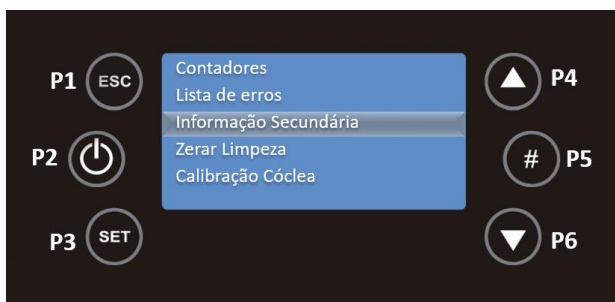 P1 ESC
P2
P3 SET
Contadores
Lista de erros
Informação Secundária
Zerar Limpeza
Calibração Cóclea
P4
# P5
P6